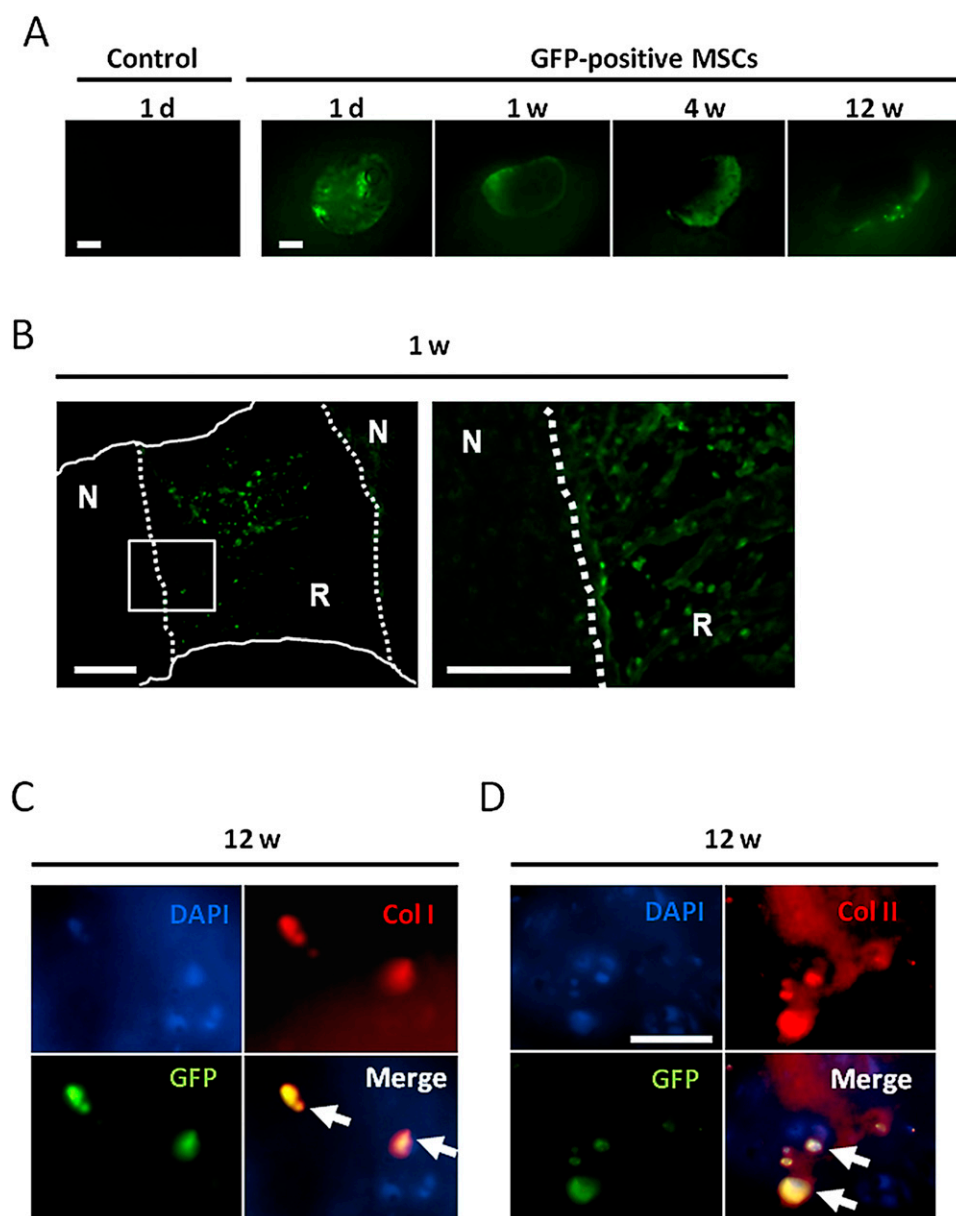 A
Control GFP-positive MSCs
1 d 1 d 1 w 4 w 12 w
B
1 w
N N R
N R
C D
12 w 12 w
DAPI Col I DAPI Col II
GFP Merge GFP Merge